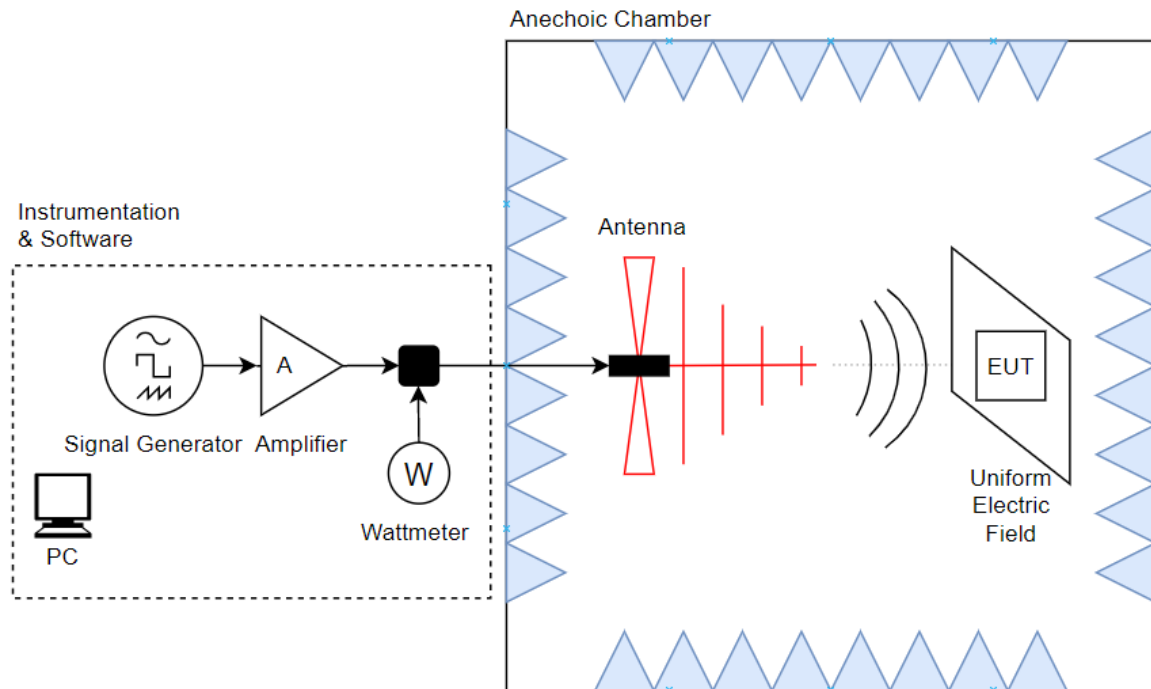 Anechoic Chamber
Instrumentation
& Software
Antenna
A
EUT
Signal Generator
Amplifier
W
Uniform
Electric
Field
Wattmeter
PC